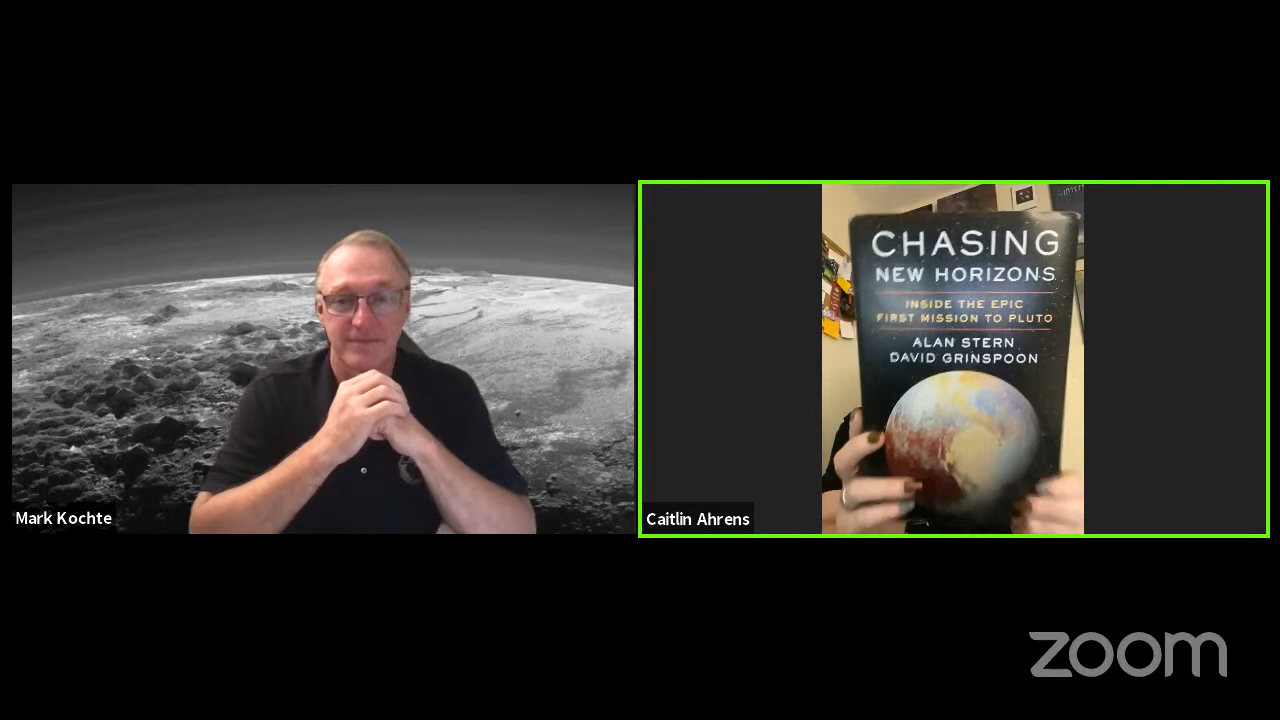 CHASING
NEW HORIZONS
INSIDE THE EPIC
FIRST MISSION TO PLUTO
ALAN STERN
DAVID GRINSPOON
Mark Kochte
Caitlin Ahrens
zoom